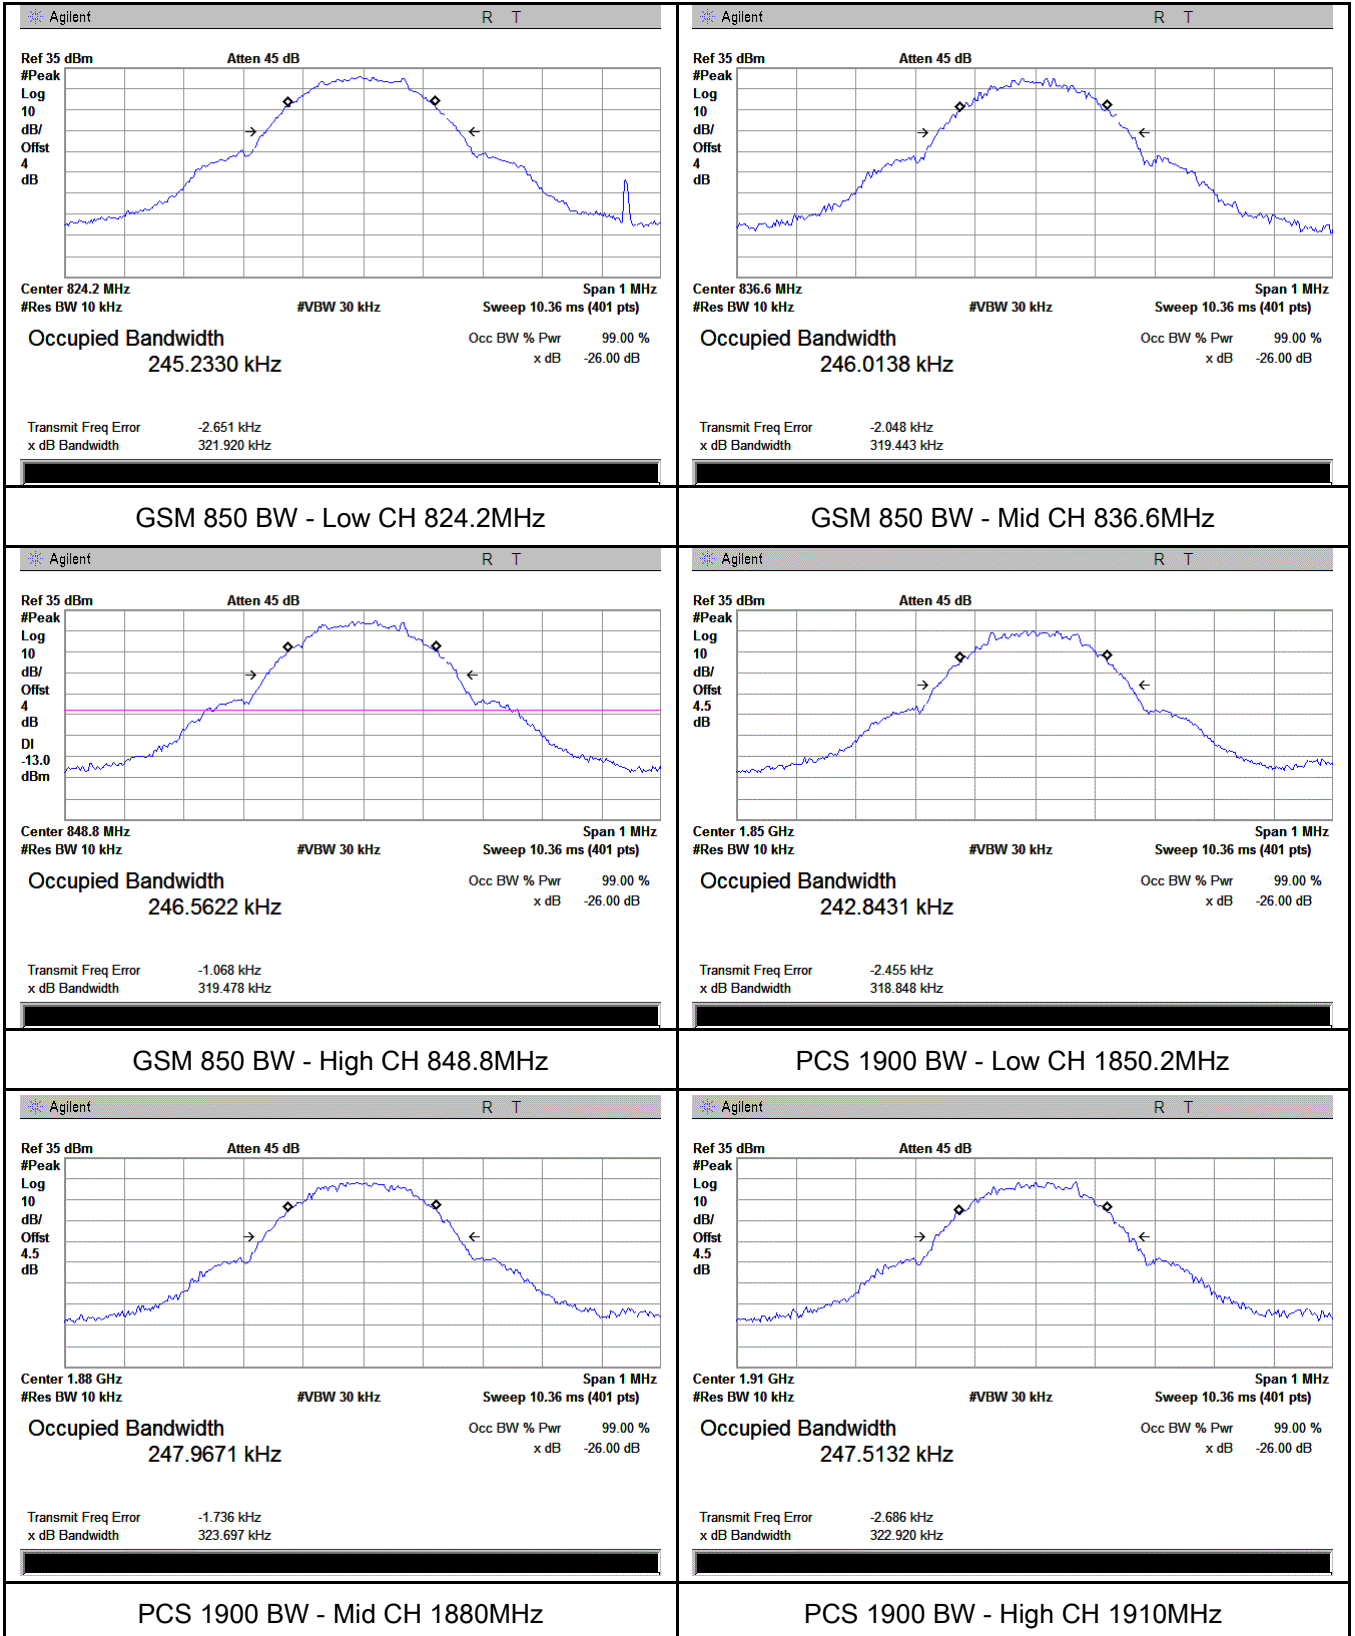 Agilent R T
Ref 35 dBm Atten 45 dB
#Peak
Log
10
dB/
Offst
4
dB
Center 824.2 MHz Span 1 MHz
#Res BW 10 kHz #VBW 30 kHz Sweep 10.36 ms (401 pts)
Occupied Bandwidth Occ BW % Pwr 99.00 %
245.2330 kHz x dB -26.00 dB
Transmit Freq Error -2.651 kHz
x dB Bandwidth 321.920 kHz
GSM 850 BW - Low CH 824.2MHz
Agilent R T
Ref 35 dBm Atten 45 dB
#Peak
Log
10
dB/
Offst
4
dB
Center 836.6 MHz Span 1 MHz
#Res BW 10 kHz #VBW 30 kHz Sweep 10.36 ms (401 pts)
Occupied Bandwidth Occ BW % Pwr 99.00 %
246.0138 kHz x dB -26.00 dB
Transmit Freq Error -2.048 kHz
x dB Bandwidth 319.443 kHz
GSM 850 BW - Mid CH 836.6MHz
Agilent R T
Ref 35 dBm Atten 45 dB
#Peak
Log
10
dB/
Offst
4
dB
DI
-13.0
dBm
Center 848.8 MHz Span 1 MHz
#Res BW 10 kHz #VBW 30 kHz Sweep 10.36 ms (401 pts)
Occupied Bandwidth Occ BW % Pwr 99.00 %
246.5622 kHz x dB -26.00 dB
Transmit Freq Error -1.068 kHz
x dB Bandwidth 319.478 kHz
GSM 850 BW - High CH 848.8MHz
Agilent R T
Ref 35 dBm Atten 45 dB
#Peak
Log
10
dB/
Offst
4.5
dB
Center 1.85 GHz Span 1 MHz
#Res BW 10 kHz #VBW 30 kHz Sweep 10.36 ms (401 pts)
Occupied Bandwidth Occ BW % Pwr 99.00 %
242.8431 kHz x dB -26.00 dB
Transmit Freq Error -2.455 kHz
x dB Bandwidth 318.848 kHz
PCS 1900 BW - Low CH 1850.2MHz
Agilent R T
Ref 35 dBm Atten 45 dB
#Peak
Log
10
dB/
Offst
4.5
dB
Center 1.88 GHz Span 1 MHz
#Res BW 10 kHz #VBW 30 kHz Sweep 10.36 ms (401 pts)
Occupied Bandwidth Occ BW % Pwr 99.00 %
247.9671 kHz x dB -26.00 dB
Transmit Freq Error -1.736 kHz
x dB Bandwidth 323.697 kHz
PCS 1900 BW - Mid CH 1880MHz
Agilent R T
Ref 35 dBm Atten 45 dB
#Peak
Log
10
dB/
Offst
4.5
dB
Center 1.91 GHz Span 1 MHz
#Res BW 10 kHz #VBW 30 kHz Sweep 10.36 ms (401 pts)
Occupied Bandwidth Occ BW % Pwr 99.00 %
247.5132 kHz x dB -26.00 dB
Transmit Freq Error -2.686 kHz
x dB Bandwidth 322.920 kHz
PCS 1900 BW - High CH 1910MHz